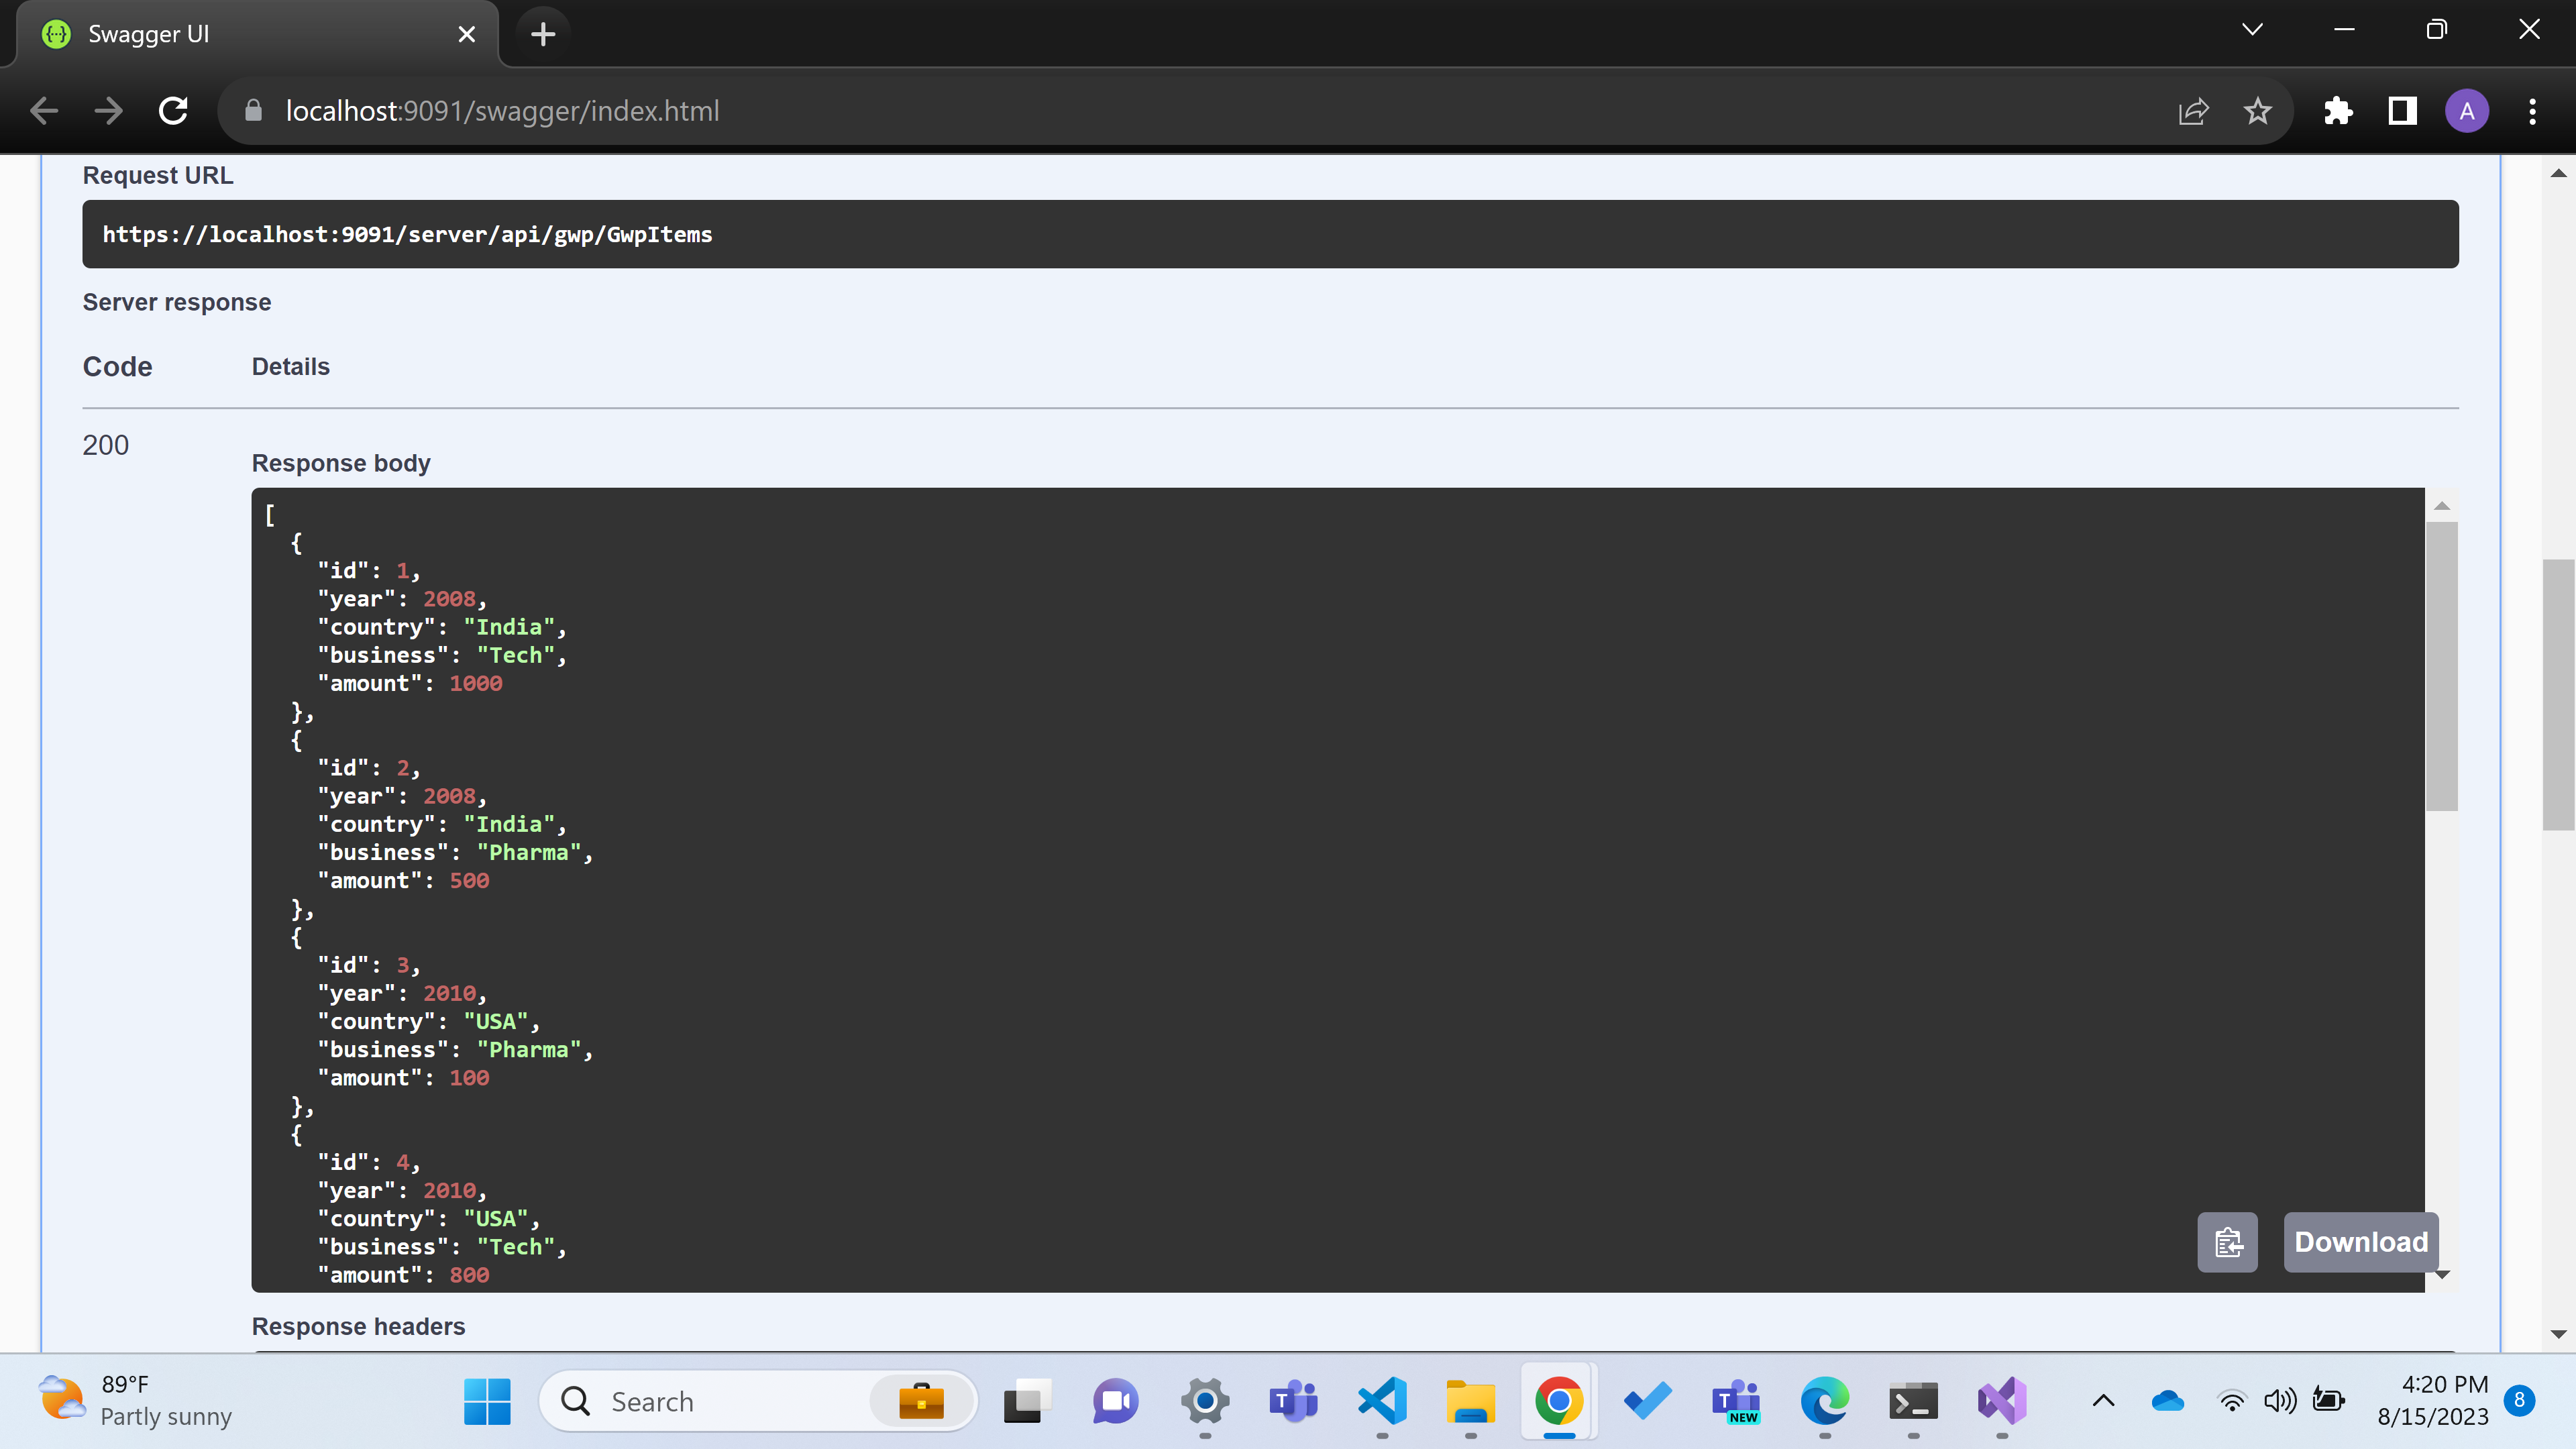 Swagger UI
localhost:9091/swagger/index.html
A
Request URL
https://localhost:9091/server/api/gwp/GwpItems
Server response
Code Details
200
Response body
[
{
"id": 1,
"year": 2008,
"country": "India",
"business": "Tech",
"amount": 1000
},
{
"id": 2,
"year": 2008,
"country": "India",
"business": "Pharma",
"amount": 500
},
{
"id": 3,
"year": 2010,
"country": "USA",
"business": "Pharma",
"amount": 100
},
{
"id": 4,
"year": 2010,
"country": "USA",
"business": "Tech",
"amount": 800
Download
Response headers
89°F
Partly sunny
Search
T
T
NEW
4:20 PM
8/15/2023
8